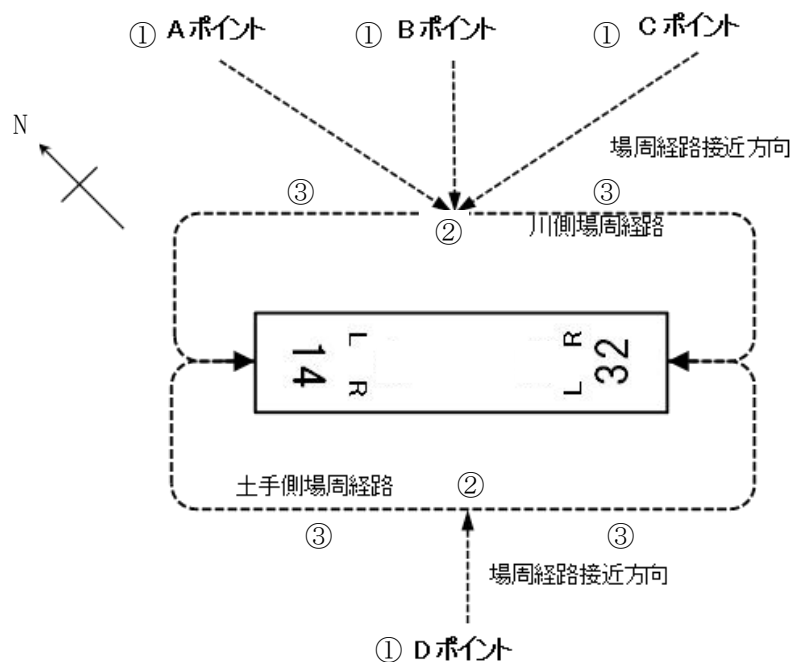 ① Aポイント
① Bポイント
① Cポイント
N
場周経路接近方向
③
③
②
川側場周経路
14
L
R
R
L
32
土手側場周経路
②
③
③
場周経路接近方向
① Dポイント